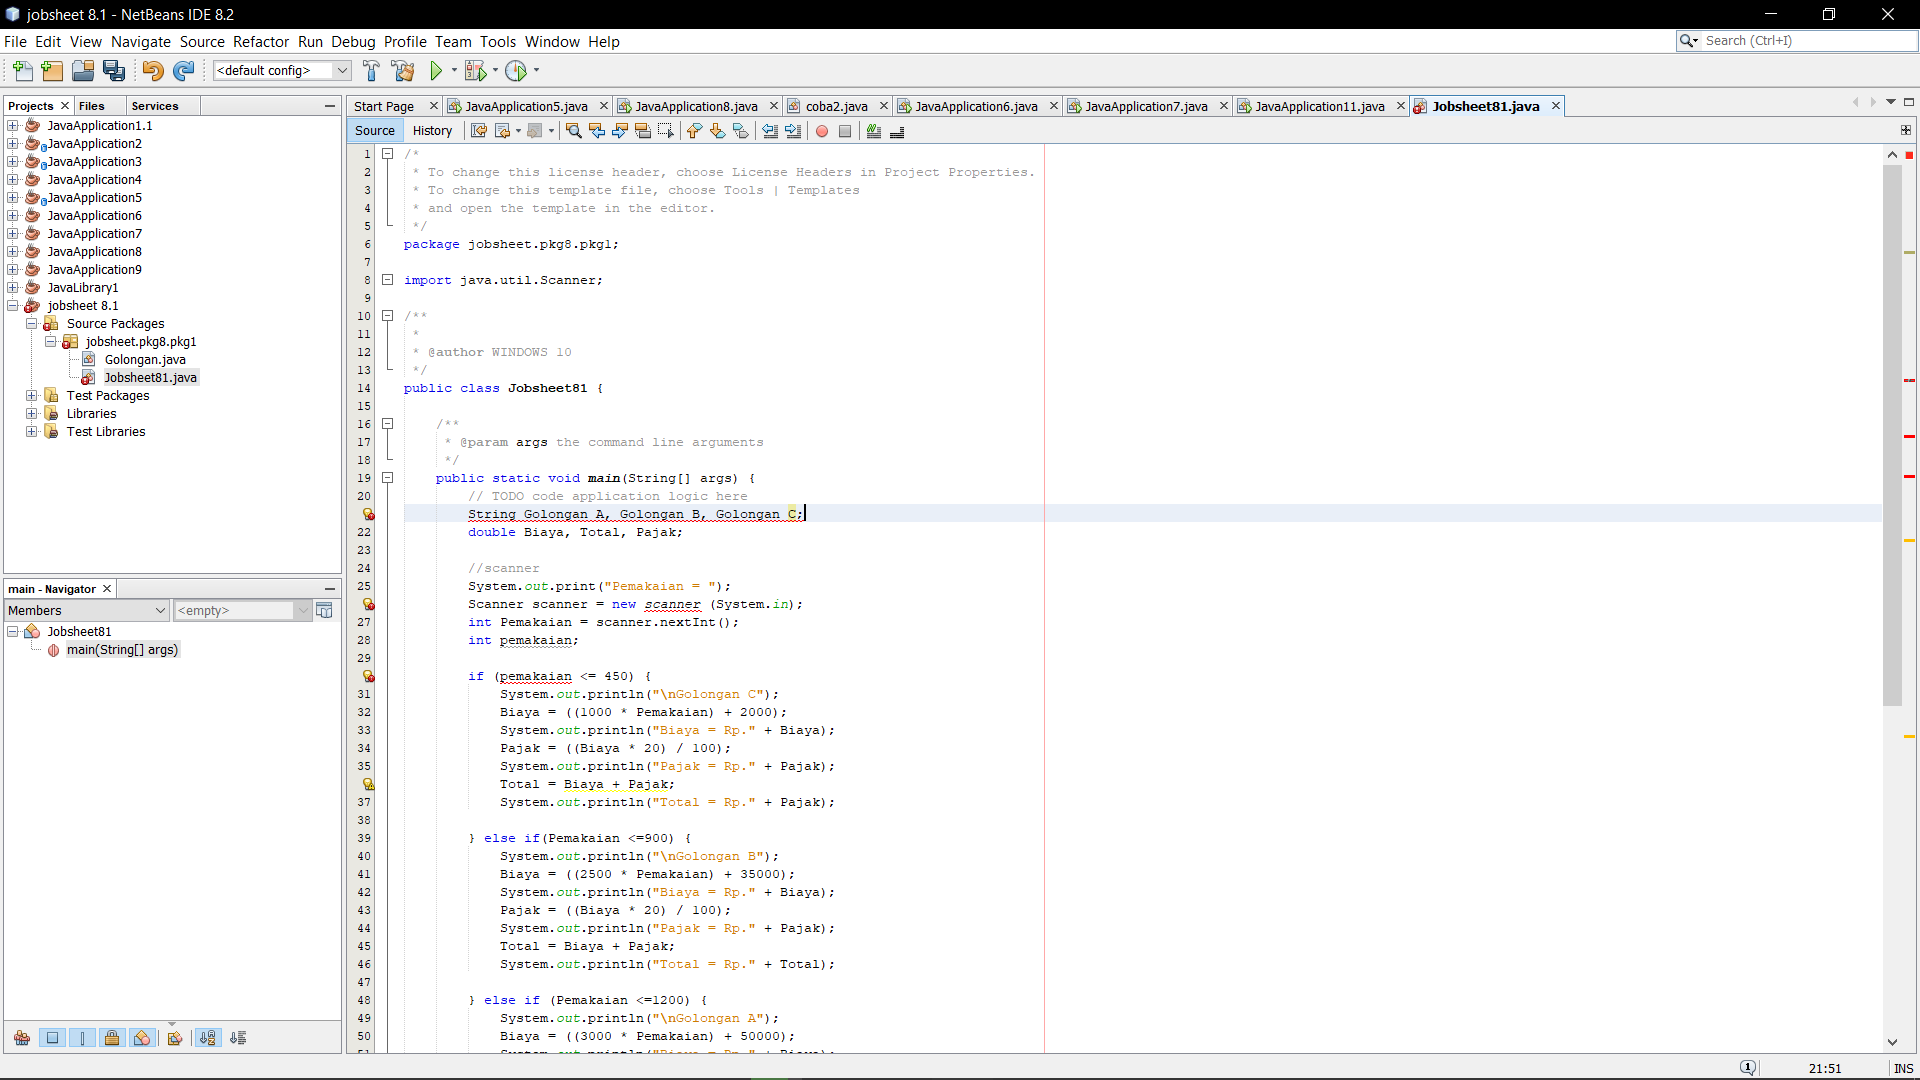 jobsheet 8.1 - NetBeans IDE 8.2
File Edit View Navigate Source Refactor Run Debug Profile Team Tools Window Help
Search (Ctrl+I)
<default config>
Projects Files Services
JavaApplication1.1
JavaApplication2
JavaApplication3
JavaApplication4
JavaApplication5
JavaApplication6
JavaApplication7
JavaApplication8
JavaApplication9
JavaLibrary1
jobsheet 8.1
Source Packages
jobsheet.pkg8.pkg1
Golongan.java
Jobsheet81.java
Test Packages
Libraries
Test Libraries
main - Navigator
Members <empty>
Jobsheet81
main(String[] args)
Start Page JavaApplication5.java JavaApplication8.java coba2.java JavaApplication6.java JavaApplication7.java JavaApplication11.java Jobsheet81.java
Source History
1 /*
2 * To change this license header, choose License Headers in Project Properties.
3 * To change this template file, choose Tools | Templates
4 * and open the template in the editor.
5 */
6 package jobsheet.pkg8.pkg1;
7
8 import java.util.Scanner;
9
10 /**
11 *
12 * @author WINDOWS 10
13 */
14 public class Jobsheet81 {
15
16 /**
17 * @param args the command line arguments
18 */
19 public static void main(String[] args) {
20 // TODO code application logic here
String Golongan A, Golongan B, Golongan C;
22 double Biaya, Total, Pajak;
23
24 //scanner
25 System.out.print("Pemakaian = ");
Scanner scanner = new scanner (System.in);
27 int Pemakaian = scanner.nextInt();
28 int pemakaian;
29
if (pemakaian <= 450) {
31 System.out.println("\nGolongan C");
32 Biaya = ((1000 * Pemakaian) + 2000);
33 System.out.println("Biaya = Rp." + Biaya);
34 Pajak = ((Biaya * 20) / 100);
35 System.out.println("Pajak = Rp." + Pajak);
Total = Biaya + Pajak;
37 System.out.println("Total = Rp." + Pajak);
38
39 } else if(Pemakaian <=900) {
40 System.out.println("\nGolongan B");
41 Biaya = ((2500 * Pemakaian) + 35000);
42 System.out.println("Biaya = Rp." + Biaya);
43 Pajak = ((Biaya * 20) / 100);
44 System.out.println("Pajak = Rp." + Pajak);
45 Total = Biaya + Pajak;
46 System.out.println("Total = Rp." + Total);
47
48 } else if (Pemakaian <=1200) {
49 System.out.println("\nGolongan A");
50 Biaya = ((3000 * Pemakaian) + 50000);
51 System.out.println("Biaya = Rp." + Biaya);
1 21:51 INS